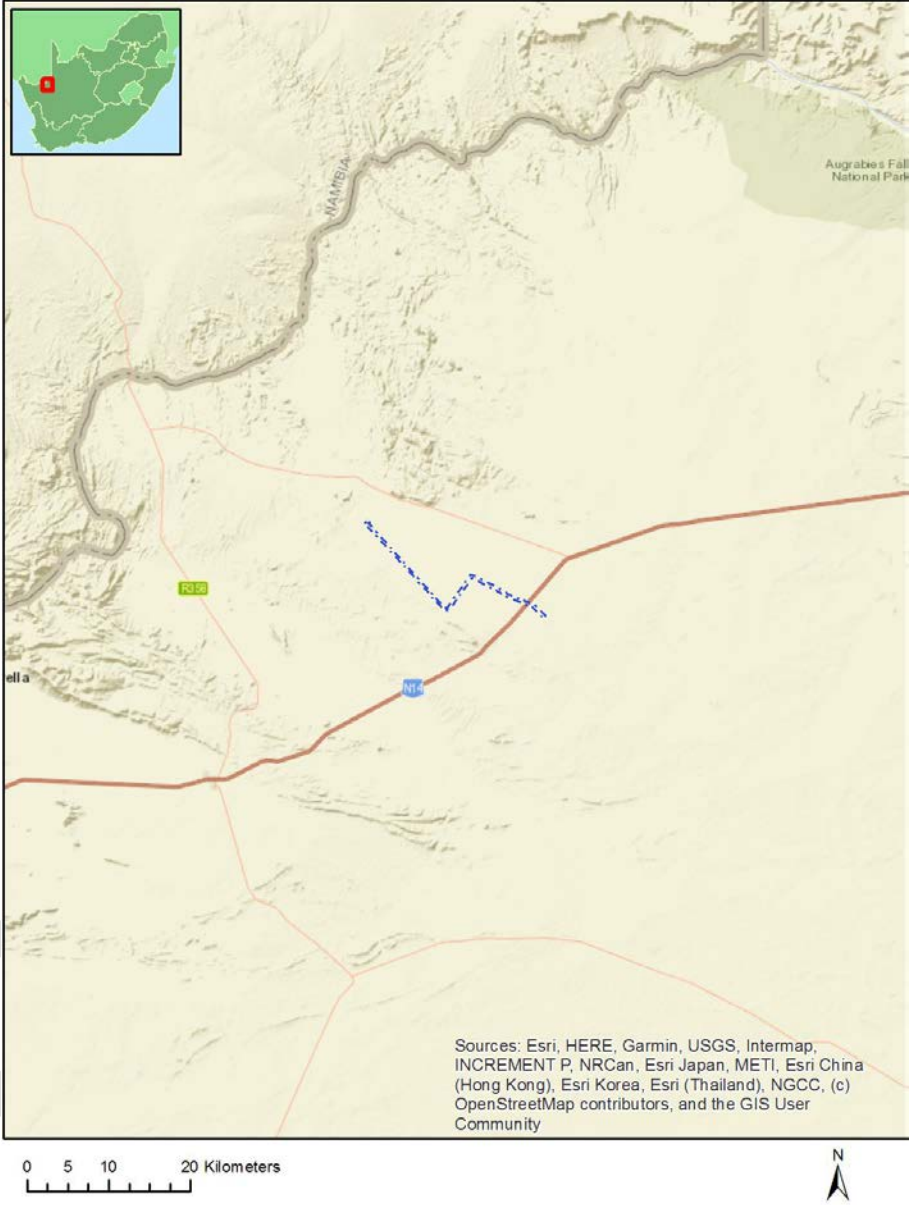 NAMIBIA
Augrabies Fall
National Park
R358
ella
N14
Sources: Esri, HERE, Garmin, USGS, Intermap,
INCREMENT P, NRCan, Esri Japan, METI, Esri China
(Hong Kong), Esri Korea, Esri (Thailand), NGCC, (c)
OpenStreetMap contributors, and the GIS User
Community
0 5 10 20 Kilometers
N